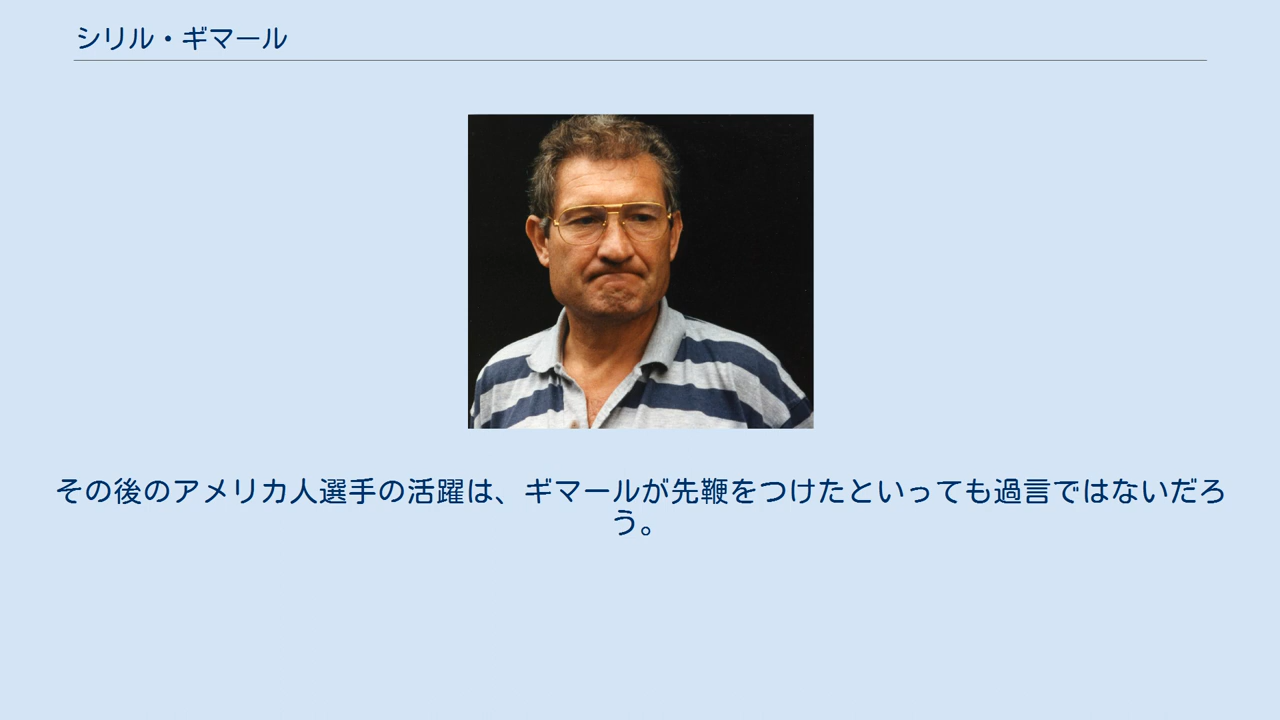 シリル・ギマール
その後のアメリカ人選手の活躍は、ギマールが先鞭をつけたといっても過言ではないだろ
う。